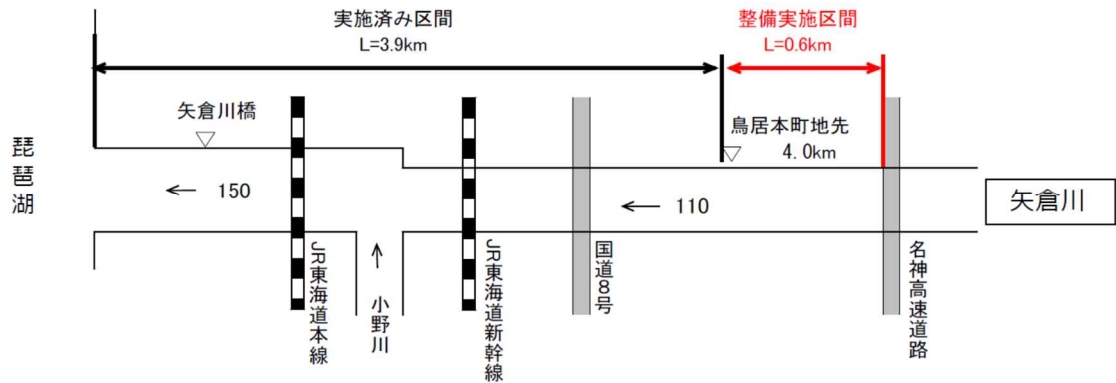 実施済み区間
L=3.9km
整備実施区間
L=0.6km
矢倉川橋
鳥居本町地先
4.0km
琵琶湖
← 150
← 110
矢倉川
JR東海道本線
↑
小野川
JR東海道新幹線
国道8号
名神高速道路